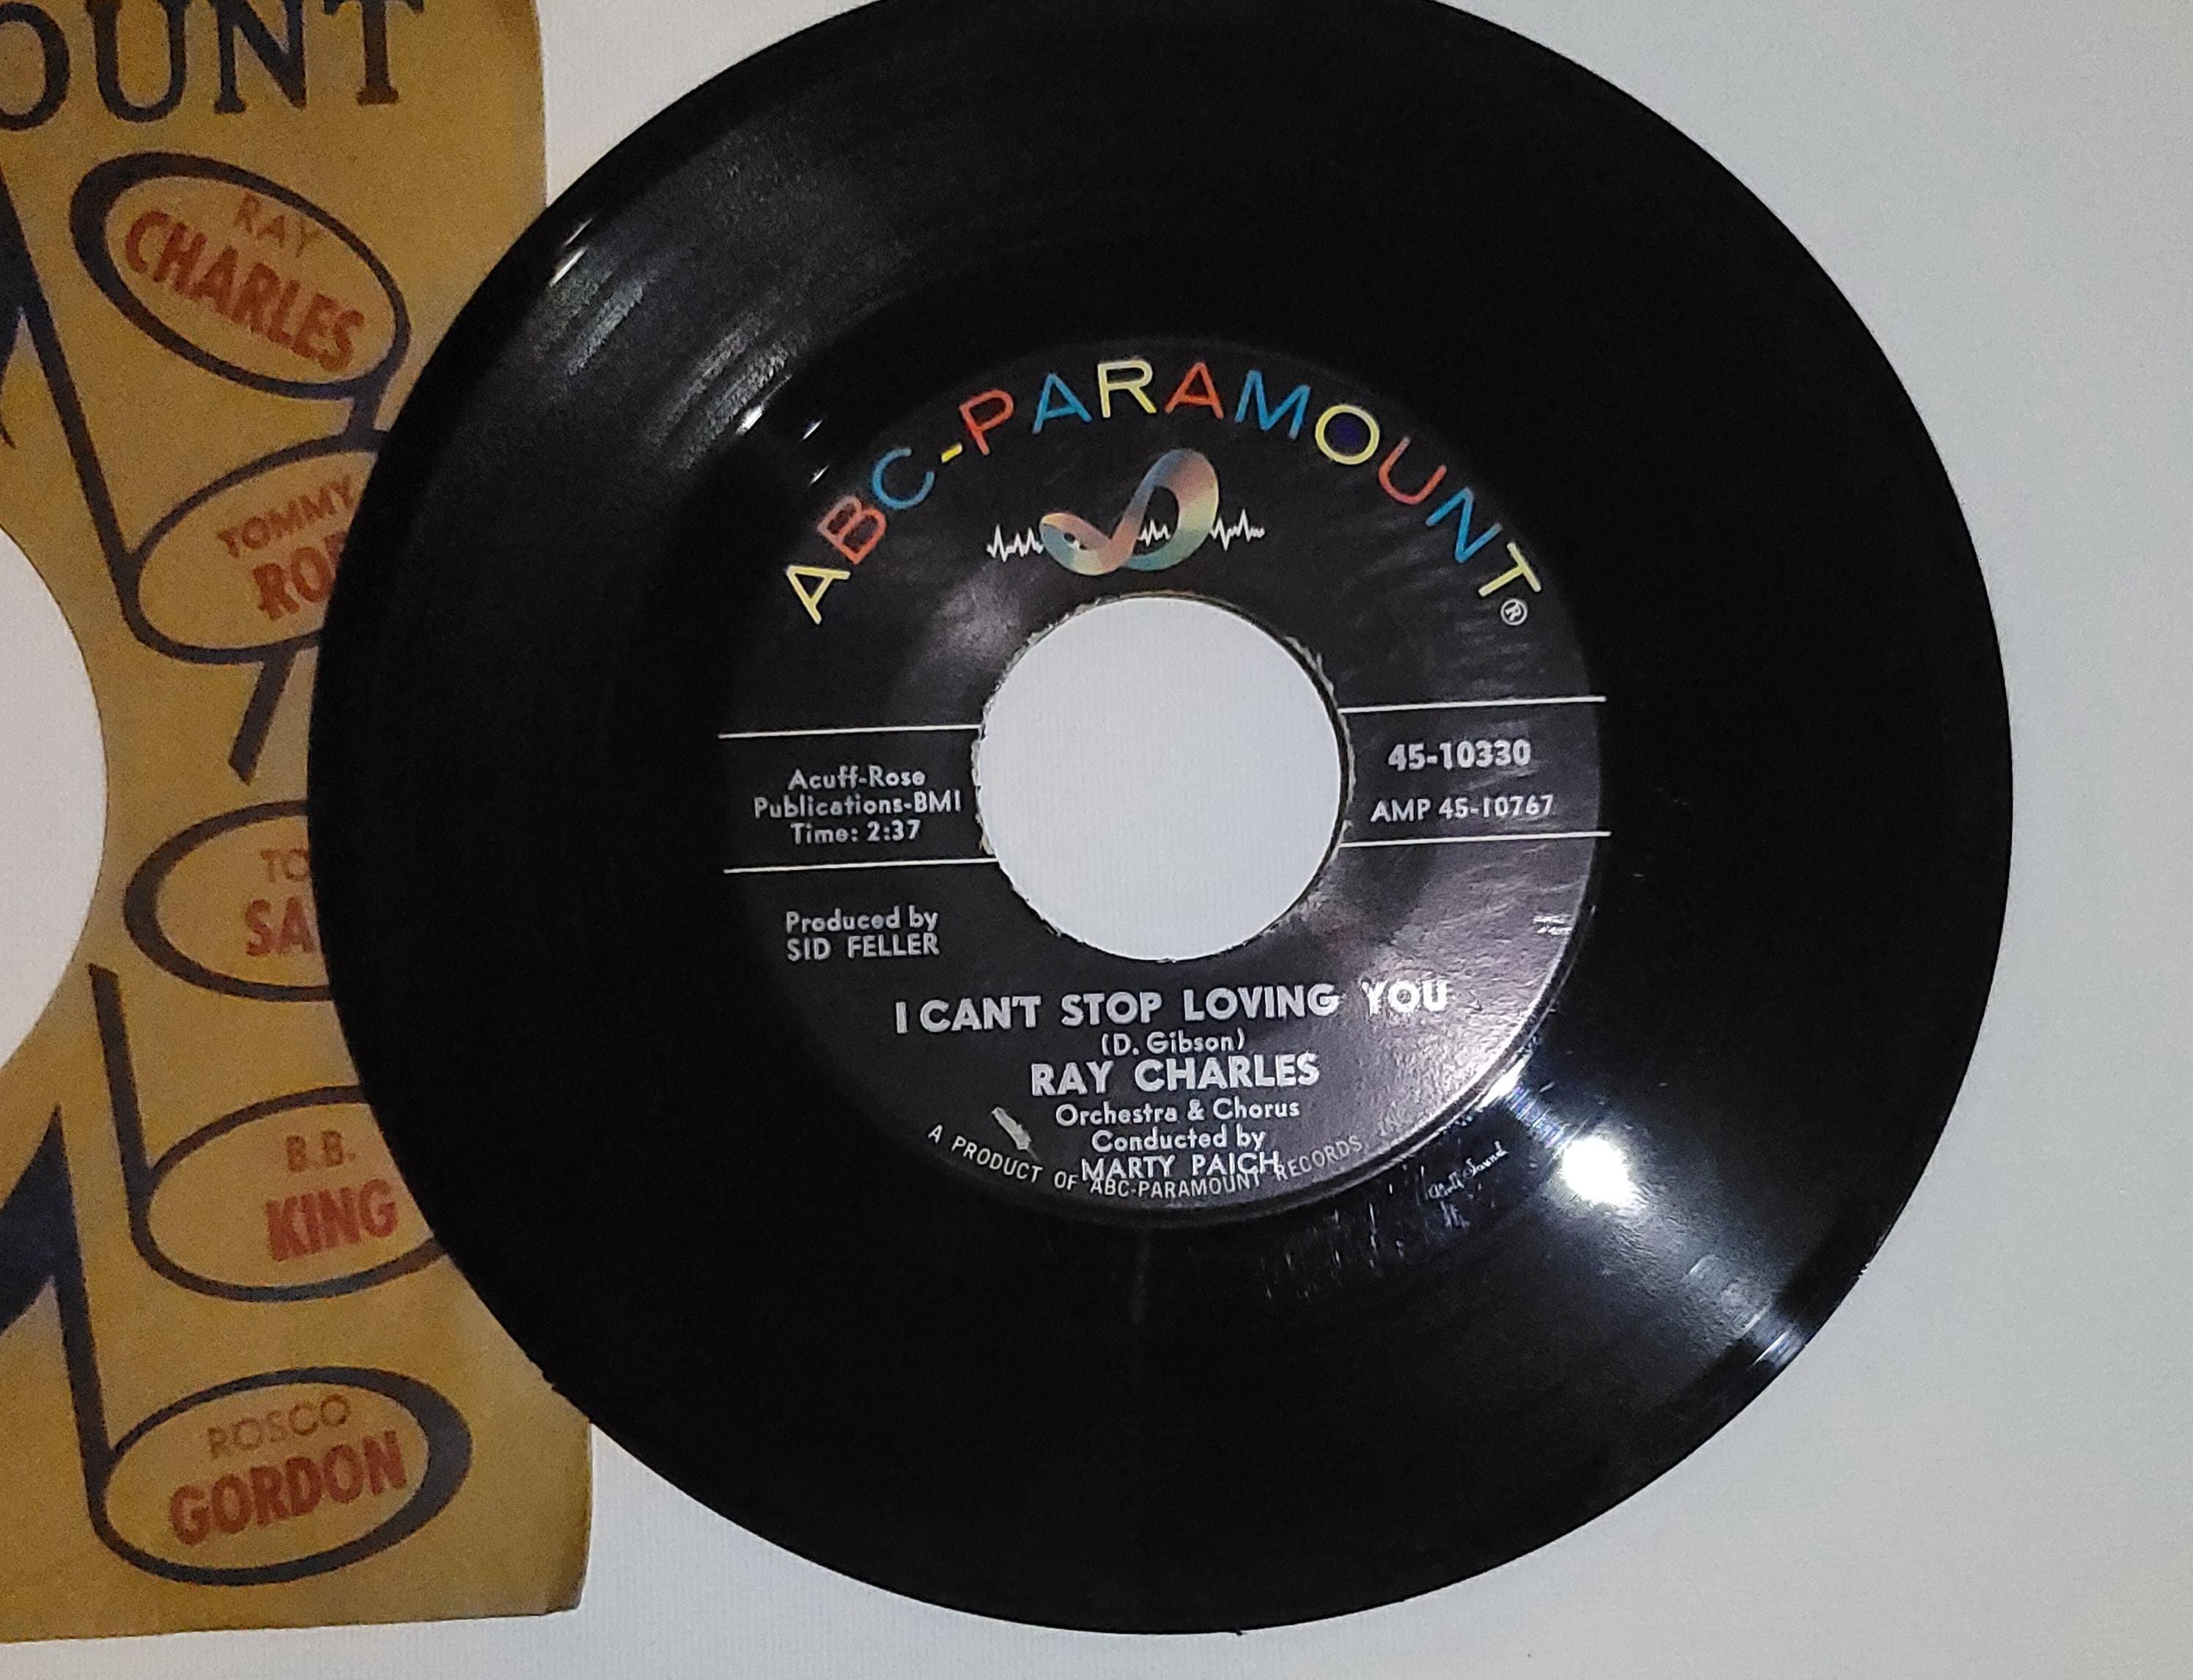 OUNT
RAY
CHARLES
TOMMY
RO
TO
SA
B.B.
KING
ROSCO
GORDON
ABC-PARAMOUNT®
Acuff-Rose
Publications-BMI
Time: 2:37
45-10330
AMP 45-10767
Produced by
SID FELLER
I CAN'T STOP LOVING YOU
(D. Gibson)
RAY CHARLES
Orchestra & Chorus
Conducted by
MARTY PAICH
A PRODUCT OF ABC-PARAMOUNT RECORDS